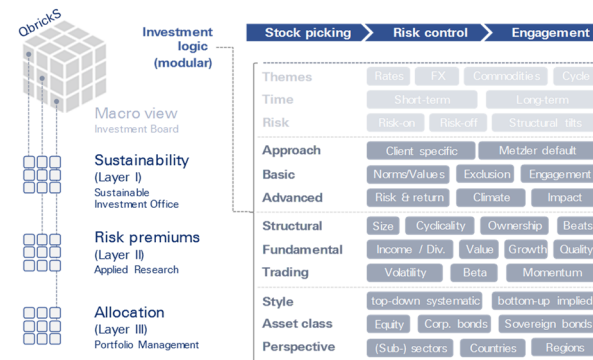 QbrickS
Investment logic (modular)
Stock picking Risk control Engagement
Macro view
Investment Board
Themes Rates FX Commodities Cycle
Time Short-term Long-term
Risk Risk-on Risk-off Structural tilts
Sustainability
(Layer I)
Sustainable
Investment Office
Approach Client specific Metzler default
Basic Norms/Values Exclusion Engagement
Advanced Risk & return Climate Impact
Risk premiums
(Layer II)
Applied Research
Structural Size Cyclicality Ownership Beats
Fundamental Income / Div. Value Growth Quality
Trading Volatility Beta Momentum
Allocation
(Layer III)
Portfolio Management
Style top-down systematic bottom-up implied
Asset class Equity Corp. bonds Sovereign bonds
Perspective (Sub-) sectors Countries Regions